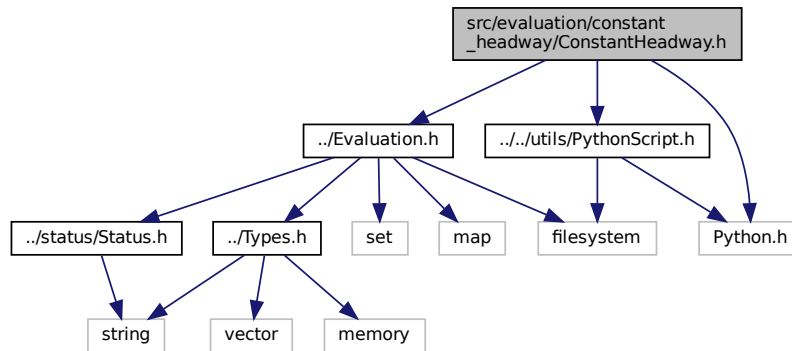 src/evaluation/constant
_headway/ConstantHeadway.h
../Evaluation.h
../../utils/PythonScript.h
../status/Status.h
../Types.h
set
map
filesystem
Python.h
string
vector
memory